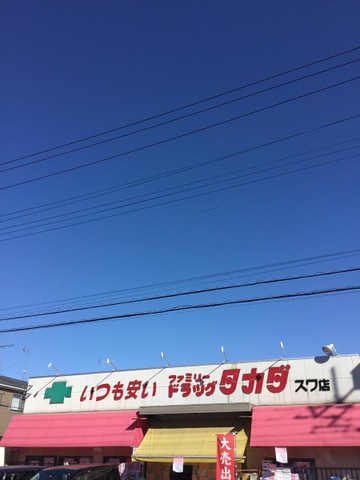 いつも安い
ファミリー
ドラッグ
タカダ
スワ店
大売出